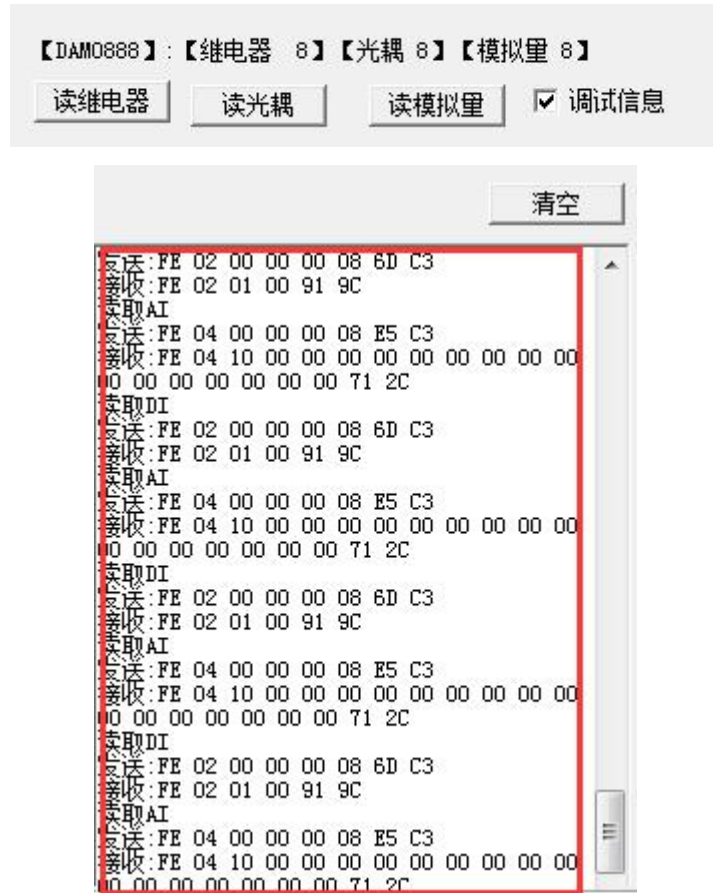 【DAM0888】:【继电器 8】【光耦 8】【模拟量 8】
读继电器 读光耦 读模拟量 调试信息
清空
发送:FE 02 00 00 00 08 6D C3
接收:FE 02 01 00 91 9C
读取AI
发送:FE 04 00 00 00 08 E5 C3
接收:FE 04 10 00 00 00 00 00 00 00 00 00
00 00 00 00 00 00 00 71 2C
读取DI
发送:FE 02 00 00 00 08 6D C3
接收:FE 02 01 00 91 9C
读取AI
发送:FE 04 00 00 00 08 E5 C3
接收:FE 04 10 00 00 00 00 00 00 00 00 00
00 00 00 00 00 00 00 71 2C
读取DI
发送:FE 02 00 00 00 08 6D C3
接收:FE 02 01 00 91 9C
读取AI
发送:FE 04 00 00 00 08 E5 C3
接收:FE 04 10 00 00 00 00 00 00 00 00 00
00 00 00 00 00 00 00 71 2C
读取DI
发送:FE 02 00 00 00 08 6D C3
接收:FE 02 01 00 91 9C
读取AI
发送:FE 04 00 00 00 08 E5 C3
接收:FE 04 10 00 00 00 00 00 00 00 00 00
00 00 00 00 00 00 00 71 2C